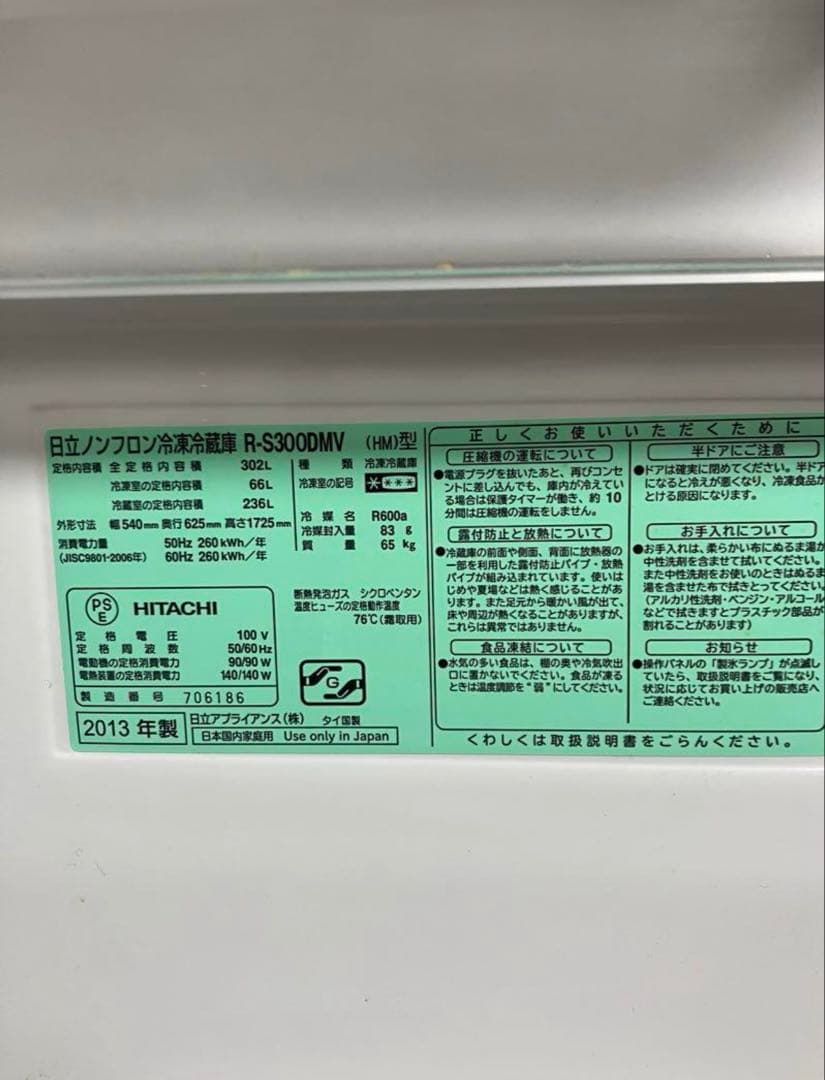 日立ノンフロン冷凍冷蔵庫 R-S300DMV (HM)型
定格内容積 全定格内容積 302L
冷凍室の定格内容積 66L
冷蔵室の定格内容積 236L
外形寸法 幅540mm奥行625mm高さ1725mm
消費電力量 50Hz 260kWh/年
(JISC9801-2006年) 60Hz 260kWh/年
種類 冷凍冷蔵庫
冷凍室の記号 ****
冷媒名 R600a
冷媒封入量 83 g
質量 65 kg
PSE HITACHI
定格電圧 100 V
定格周波数 50/60Hz
電動機の定格消費電力 90/90 W
電熱装置の定格消費電力 140/140 W
製造番号 706186
断熱発泡ガス シクロペンタン
温度ヒューズの定格動作温度
76℃(霜取用)
G
2013 年製
日立アプライアンス(株) タイ国製
日本国内家庭用 Use only in Japan
正しくお使いいただくために
圧縮機の運転について
●電源プラグを抜いたあと、再びコンセ
ントに差し込んでも、庫内が冷えてい
る場合は保護タイマーが働き、約10
分間は圧縮機の運転をしません。
露付防止と放熱について
●冷蔵庫の前面や側面、背面に放熱器の
一部を利用した露付防止パイプ・放熱
パイプが組み込まれています。使いは
じめや夏場などは熱く感じることがあ
ります。また足元から暖かい風が出て、
床や周辺が熱くなることがありますが、
これらは異常ではありません。
食品凍結について
●水気の多い食品は、棚の奥や冷気吹出
口に置かないでください。食品が凍る
ときは温度調節を"弱"にしてください。
半ドアにご注意
●ドアは確実に閉めてください。半ドア
になると冷えが悪くなり、冷凍食品が
とける原因になります。
お手入れについて
●お手入れは、柔らかい布にぬるま湯か
中性洗剤を含ませて拭いてください。
また中性洗剤をお使いのときはぬるま
湯を含ませた布で拭きとってください。
(アルカリ性洗剤・ベンジン・アルコール
などで拭きますとプラスチック部品が
割れることがあります)
お知らせ
●操作パネルの「製氷ランプ」が点滅し
ていたら、取扱説明書をご覧になり、
状況に応じてお買い上げの販売店へ
ご連絡ください。
くわしくは取扱説明書をごらんください。